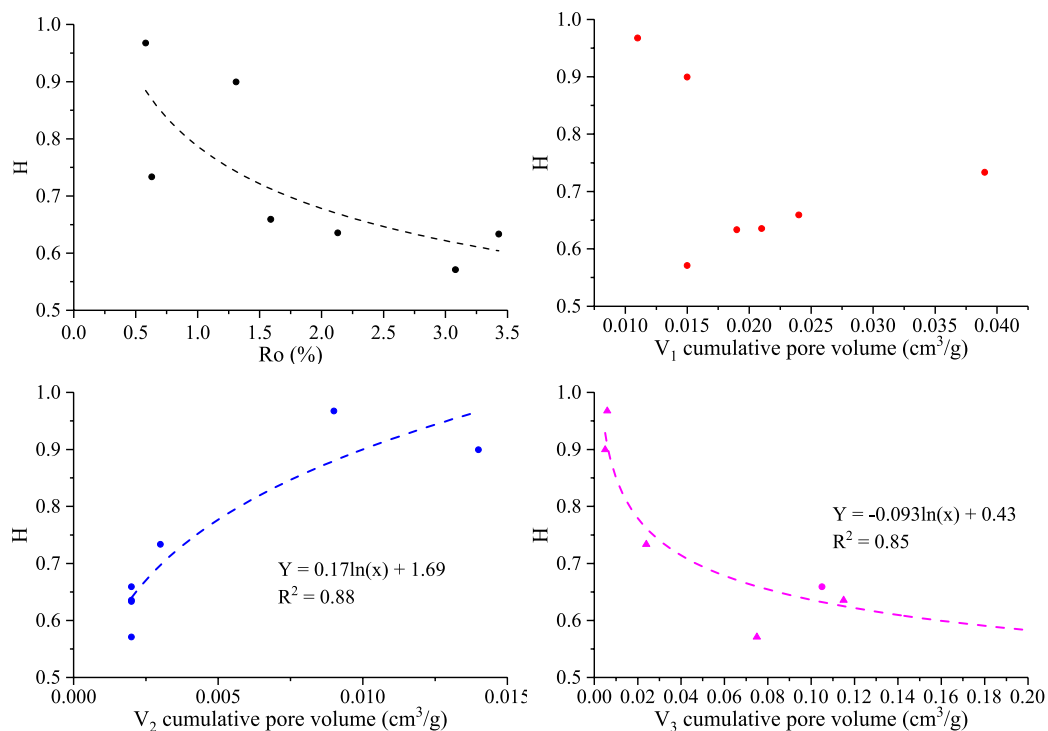 1.0
0.9
0.8
0.7
0.6
0.5
H
0.0 0.5 1.0 1.5 2.0 2.5 3.0 3.5
Ro (%)
1.0
0.9
0.8
0.7
0.6
0.5
H
0.010 0.015 0.020 0.025 0.030 0.035 0.040
V₁ cumulative pore volume (cm³/g)
1.0
0.9
0.8
0.7
0.6
0.5
H
Y = 0.17ln(x) + 1.69
R² = 0.88
0.000 0.005 0.010 0.015
V₂ cumulative pore volume (cm³/g)
1.0
0.9
0.8
0.7
0.6
0.5
H
Y = -0.093ln(x) + 0.43
R² = 0.85
0.00 0.02 0.04 0.06 0.08 0.10 0.12 0.14 0.16 0.18 0.20
V₃ cumulative pore volume (cm³/g)